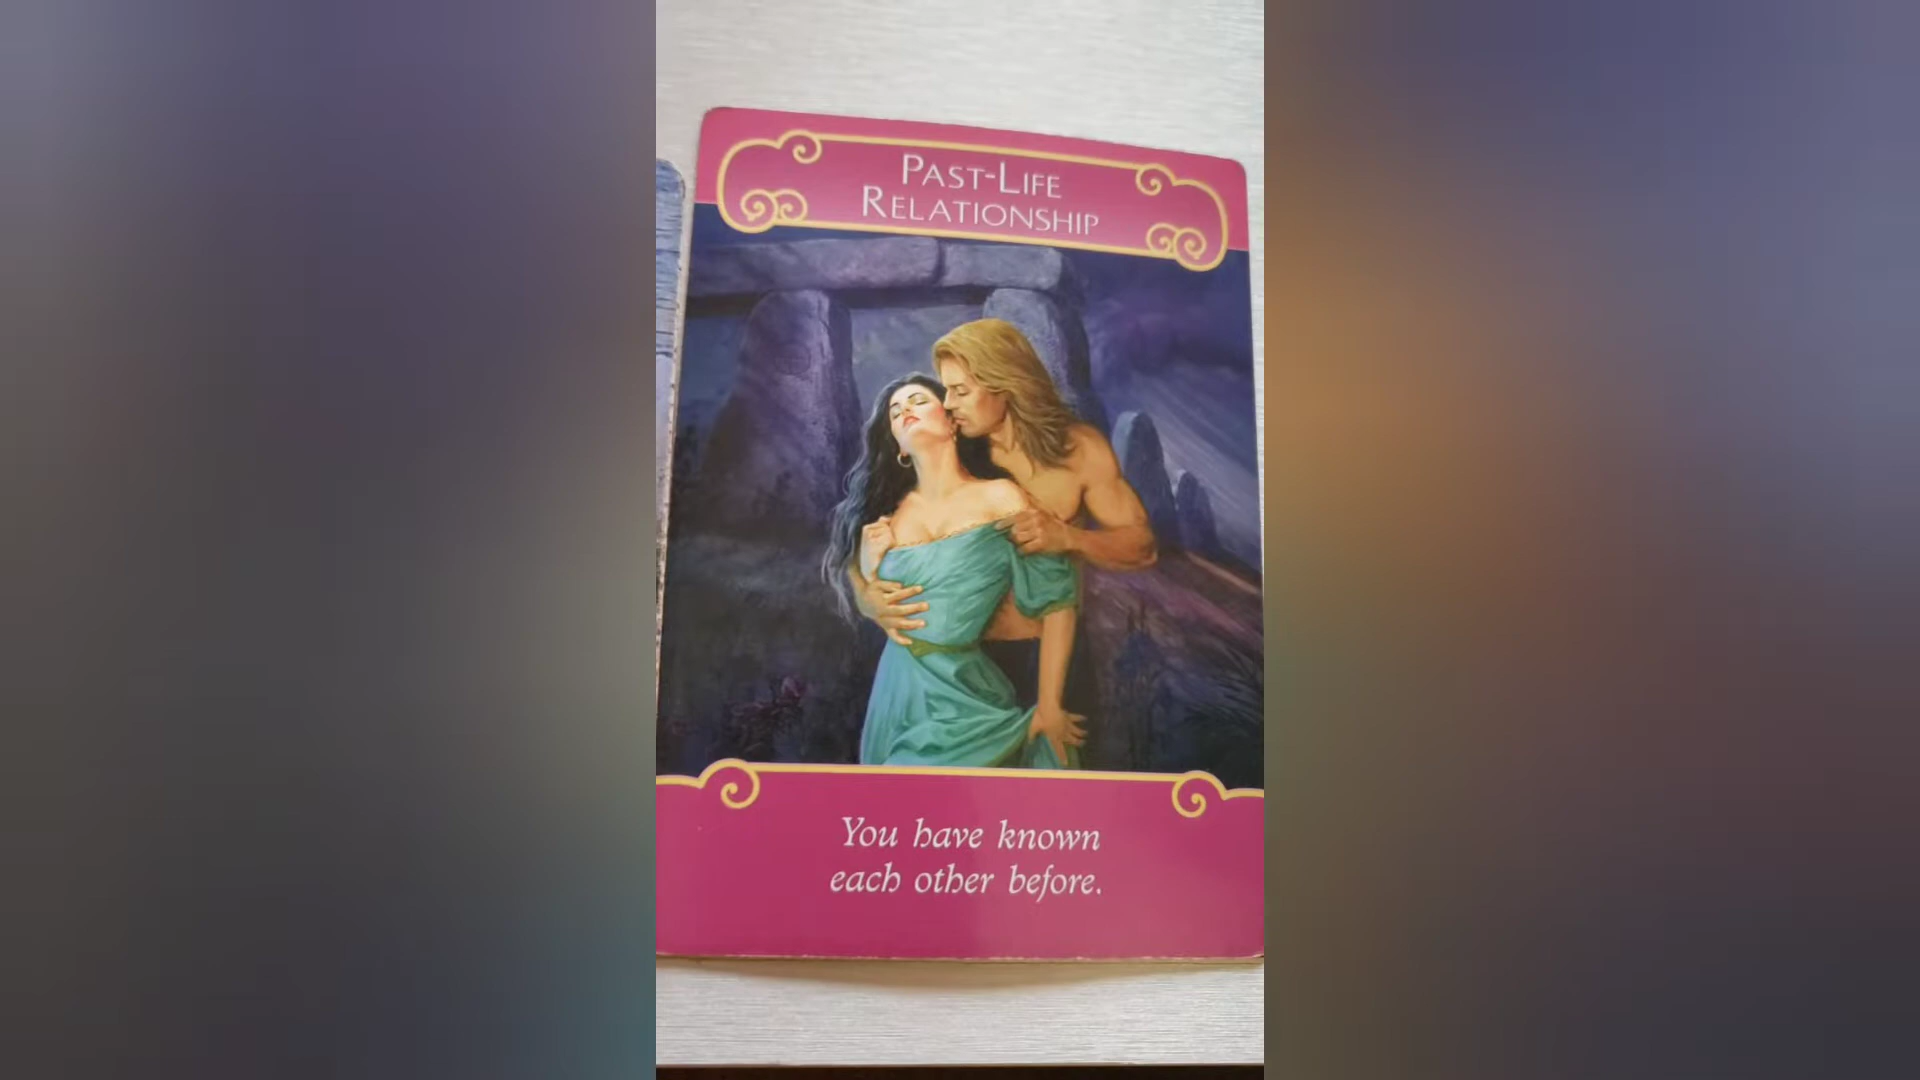 PAST-LIFE
RELATIONSHIP
You have known
each other before.